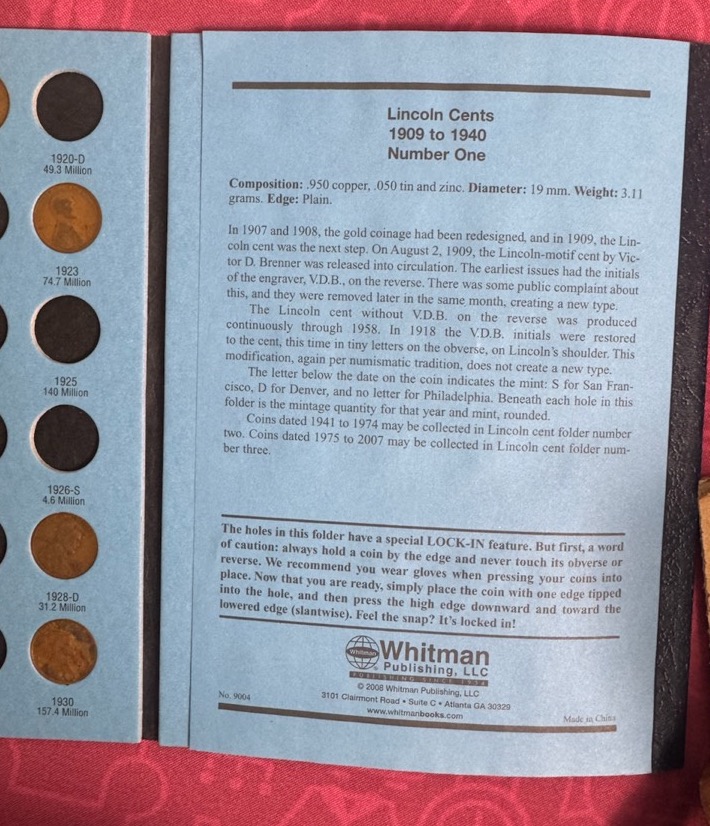 1920-D
49.3 Million
1923
74.7 Million
1925
140 Million
1926-S
4.6 Million
1928-D
31.2 Million
1930
157.4 Million
Lincoln Cents
1909 to 1940
Number One
Composition: .950 copper, .050 tin and zinc. Diameter: 19 mm. Weight: 3.11
grams. Edge: Plain.
In 1907 and 1908, the gold coinage had been redesigned, and in 1909, the Lin-
coln cent was the next step. On August 2, 1909, the Lincoln-motif cent by Vic-
tor D. Brenner was released into circulation. The earliest issues had the initials
of the engraver, V.D.B., on the reverse. There was some public complaint about
this, and they were removed later in the same month, creating a new type.
The Lincoln cent without V.D.B. on the reverse was produced
continuously through 1958. In 1918 the V.D.B. initials were restored
to the cent, this time in tiny letters on the obverse, on Lincoln's shoulder. This
modification, again per numismatic tradition, does not create a new type.
The letter below the date on the coin indicates the mint: S for San Fran-
cisco, D for Denver, and no letter for Philadelphia. Beneath each hole in this
folder is the mintage quantity for that year and mint, rounded.
Coins dated 1941 to 1974 may be collected in Lincoln cent folder number
two. Coins dated 1975 to 2007 may be collected in Lincoln cent folder num-
ber three.
The holes in this folder have a special LOCK-IN feature. But first, a word
of caution: always hold a coin by the edge and never touch its obverse or
reverse. We recommend you wear gloves when pressing your coins into
place. Now that you are ready, simply place the coin with one edge tipped
into the hole, and then press the high edge downward and toward the
lowered edge (slantwise). Feel the snap? It's locked in!
Whitman
Whitman
Publishing, LLC
PUBLISHING SINCE 1934
© 2008 Whitman Publishing, LLC
No. 9004
3101 Clairmont Road • Suite C • Atlanta GA 30329
www.whitmanbooks.com
Made in China